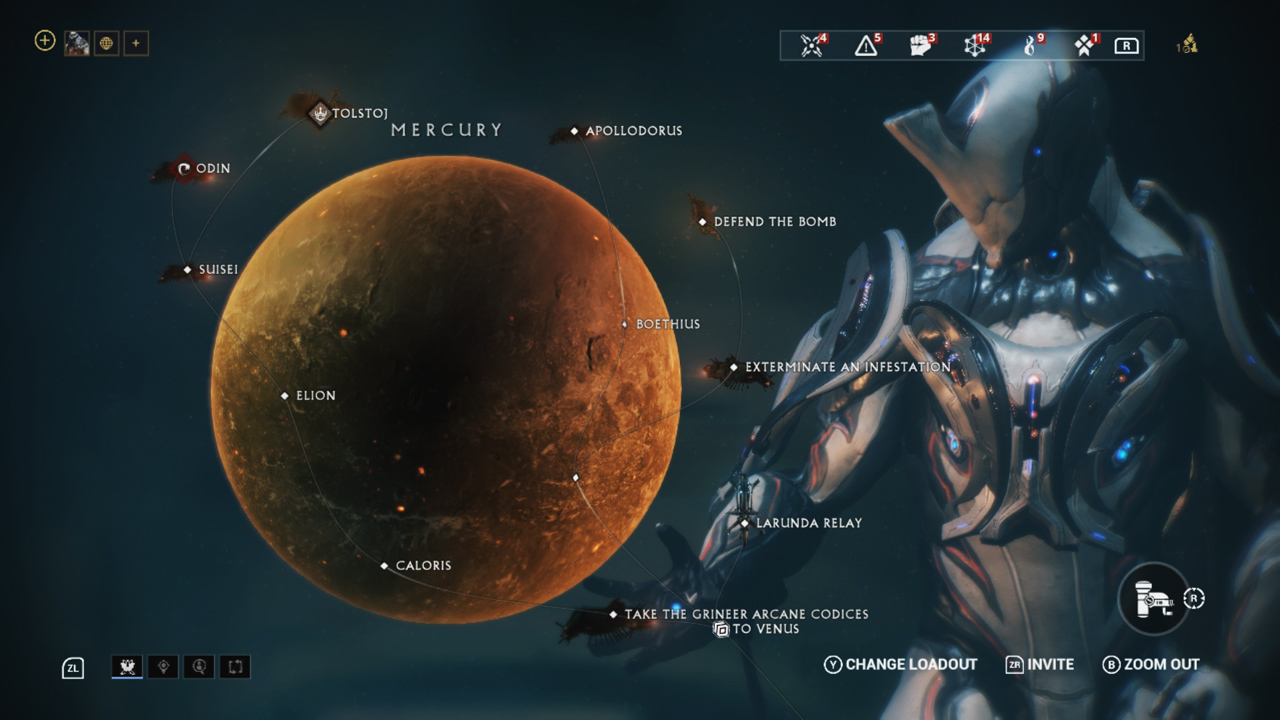 4
5
3
14
9
1
R
1
TOLSTOJ
MERCURY
APOLLODORUS
ODIN
DEFEND THE BOMB
SUISEI
BOETHIUS
EXTERMINATE AN INFESTATION
ELION
LARUNDA RELAY
CALORIS
TAKE THE GRINEER ARCANE CODICES
TO VENUS
R
ZL
Y CHANGE LOADOUT
ZR INVITE
B ZOOM OUT